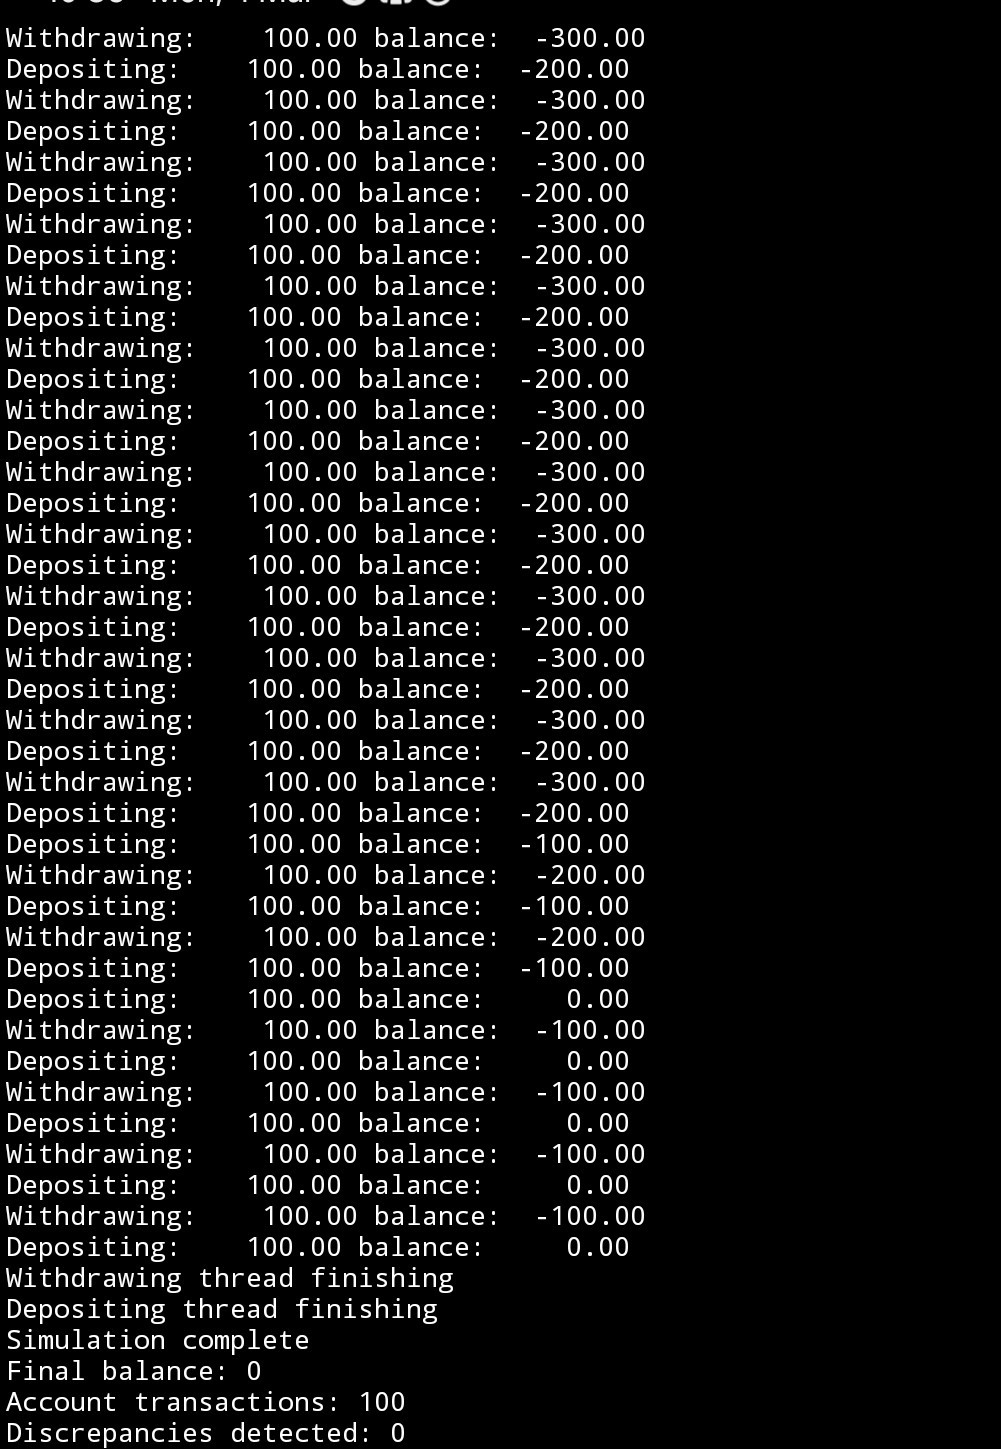 Withdrawing:    100.00 balance:  -300.00
Depositing:    100.00 balance:  -200.00
Withdrawing:    100.00 balance:  -300.00
Depositing:    100.00 balance:  -200.00
Withdrawing:    100.00 balance:  -300.00
Depositing:    100.00 balance:  -200.00
Withdrawing:    100.00 balance:  -300.00
Depositing:    100.00 balance:  -200.00
Withdrawing:    100.00 balance:  -300.00
Depositing:    100.00 balance:  -200.00
Withdrawing:    100.00 balance:  -300.00
Depositing:    100.00 balance:  -200.00
Withdrawing:    100.00 balance:  -300.00
Depositing:    100.00 balance:  -200.00
Withdrawing:    100.00 balance:  -300.00
Depositing:    100.00 balance:  -200.00
Withdrawing:    100.00 balance:  -300.00
Depositing:    100.00 balance:  -200.00
Withdrawing:    100.00 balance:  -300.00
Depositing:    100.00 balance:  -200.00
Withdrawing:    100.00 balance:  -300.00
Depositing:    100.00 balance:  -200.00
Withdrawing:    100.00 balance:  -300.00
Depositing:    100.00 balance:  -200.00
Withdrawing:    100.00 balance:  -300.00
Depositing:    100.00 balance:  -200.00
Depositing:    100.00 balance:  -100.00
Withdrawing:    100.00 balance:  -200.00
Depositing:    100.00 balance:  -100.00
Withdrawing:    100.00 balance:  -200.00
Depositing:    100.00 balance:  -100.00
Depositing:    100.00 balance:     0.00
Withdrawing:    100.00 balance:  -100.00
Depositing:    100.00 balance:     0.00
Withdrawing:    100.00 balance:  -100.00
Depositing:    100.00 balance:     0.00
Withdrawing:    100.00 balance:  -100.00
Depositing:    100.00 balance:     0.00
Withdrawing:    100.00 balance:  -100.00
Depositing:    100.00 balance:     0.00
Withdrawing thread finishing
Depositing thread finishing
Simulation complete
Final balance: 0
Account transactions: 100
Discrepancies detected: 0